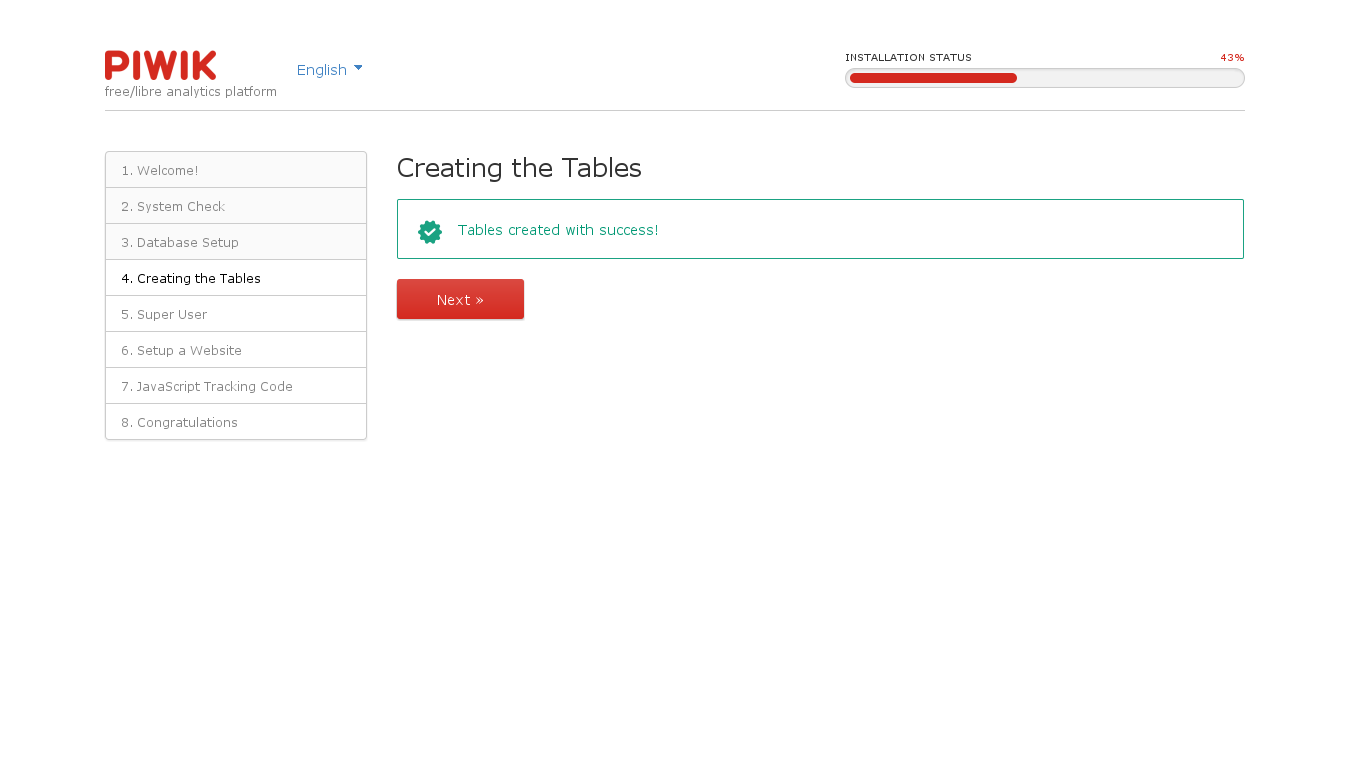 PIWIK
free/libre analytics platform
English
INSTALLATION STATUS 43%
1. Welcome!
2. System Check
3. Database Setup
4. Creating the Tables
5. Super User
6. Setup a Website
7. JavaScript Tracking Code
8. Congratulations
Creating the Tables
Tables created with success!
Next »